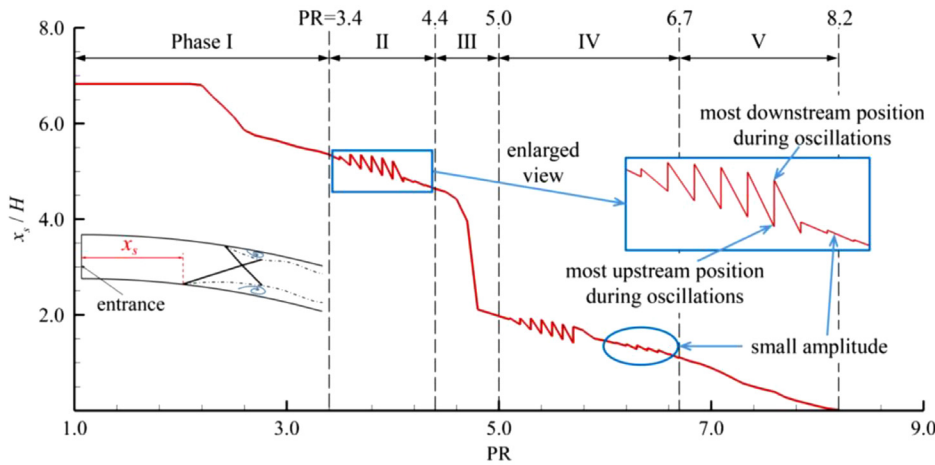 PR=3.4 4.4 5.0 6.7 8.2
8.0
Phase I II III IV V
most downstream position
during oscillations
6.0
enlarged
view
x_s / H
4.0
x_s
most upstream position
during oscillations
entrance
2.0
small amplitude
1.0 3.0 5.0 7.0 9.0
PR